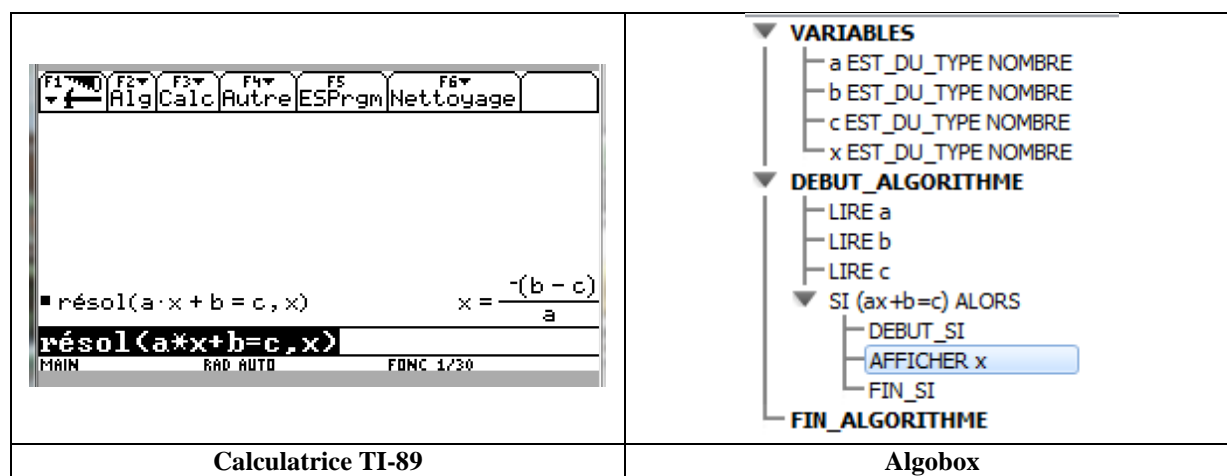 F1 F2 F3 F4 F5 F6
Alg Calc Autre ESPrgm Nettoyage
résol(a·x + b = c, x) x = -(b - c)
a
résol(a*x+b=c,x)
MAIN RAD AUTO FONC 1/30
Calculatrice TI-89
VARIABLES
a EST_DU_TYPE NOMBRE
b EST_DU_TYPE NOMBRE
c EST_DU_TYPE NOMBRE
x EST_DU_TYPE NOMBRE
DEBUT_ALGORITHME
LIRE a
LIRE b
LIRE c
SI (ax+b=c) ALORS
DEBUT_SI
AFFICHER x
FIN_SI
FIN_ALGORITHME
Algobox